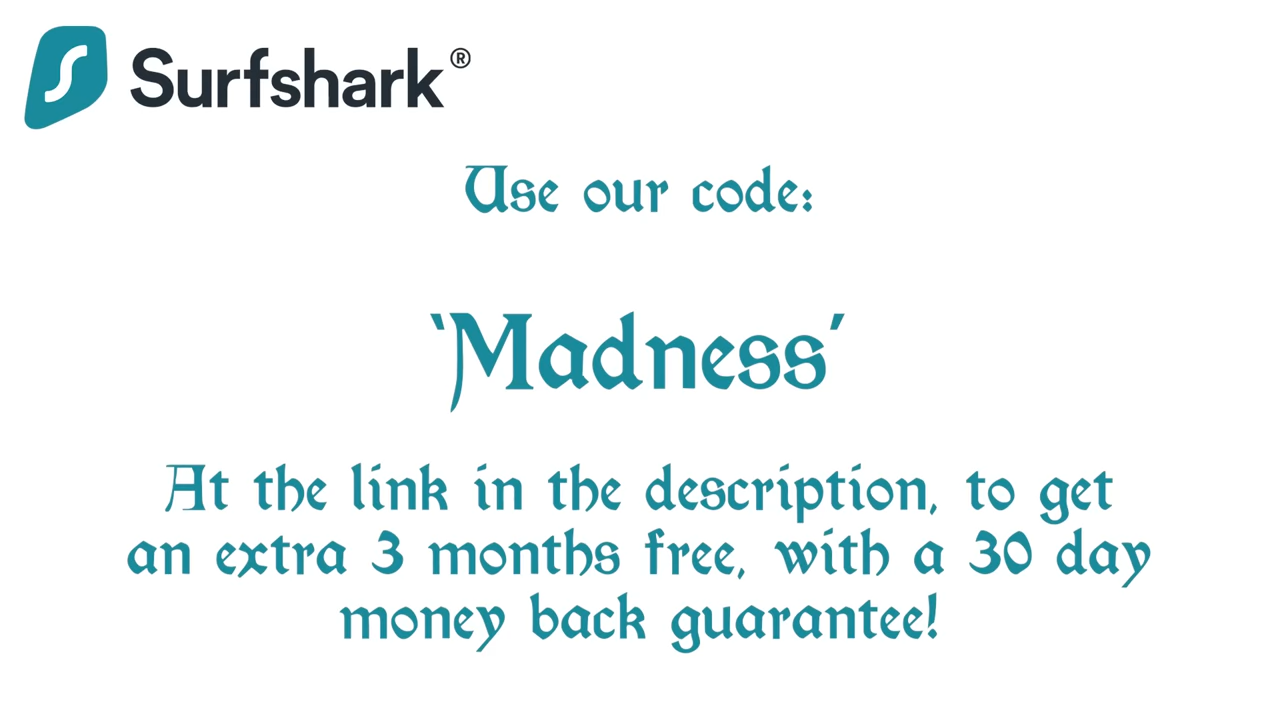 Surfshark®
Use our code:
‘Madness’
At the link in the description, to get
an extra 3 months free, with a 30 day
money back guarantee!